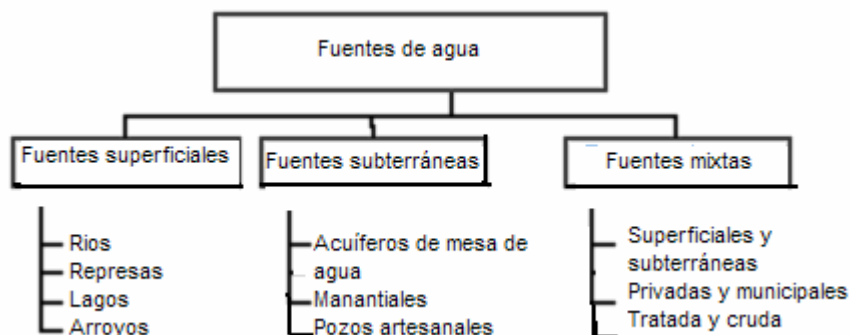 Fuentes de agua
Fuentes superficiales
Rios
Represas
Lagos
Arroyos
Fuentes subterráneas
Acuíferos de mesa de
agua
Manantiales
Pozos artesanales
Fuentes mixtas
Superficiales y
subterráneas
Privadas y municipales
Tratada y cruda